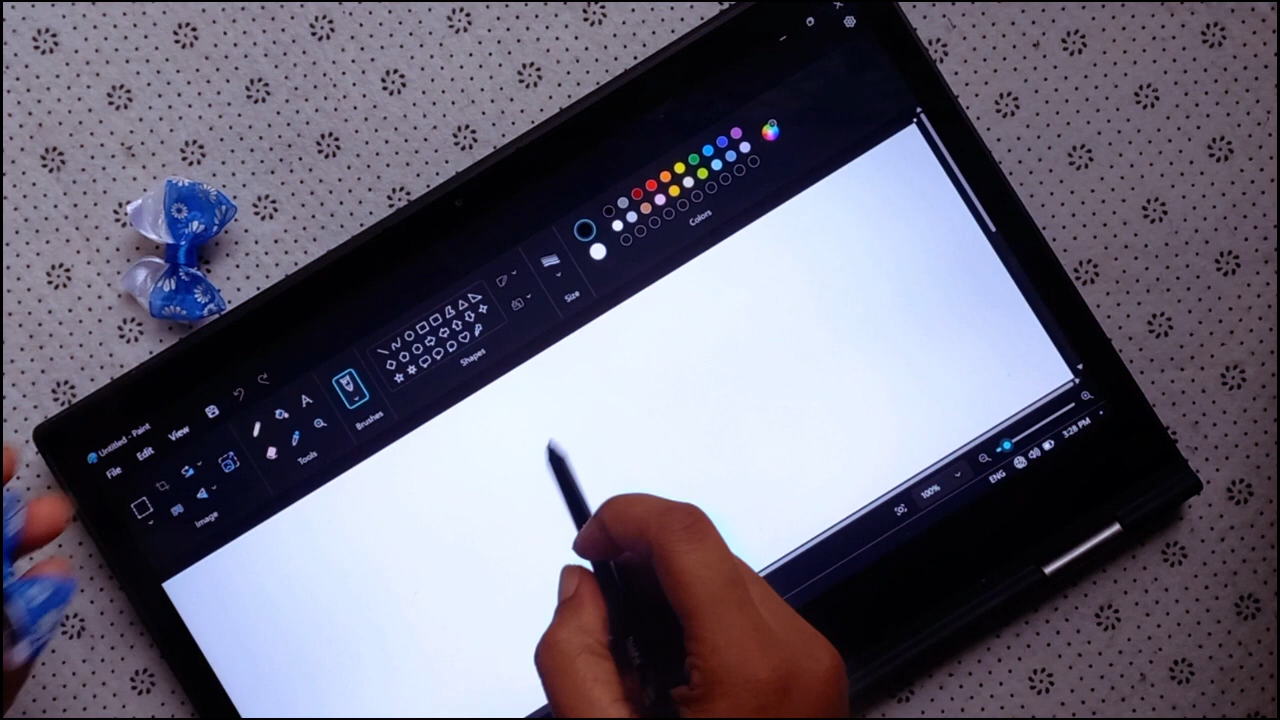 Untitled - Paint
File Edit View
Image
Tools
Brushes
Shapes
Size
Colors
100%
ENG
3:28 PM